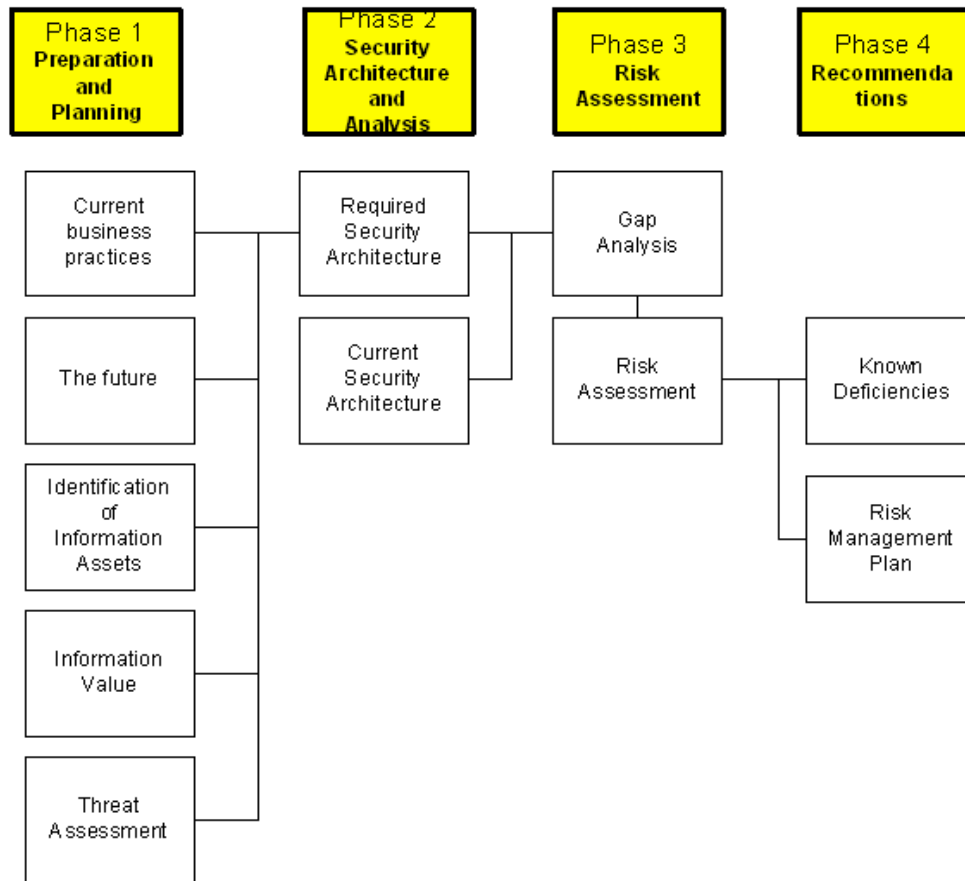 Phase 1
Preparation
and
Planning
Phase 2
Security
Architecture
and
Analysis
Phase 3
Risk
Assessment
Phase 4
Recommenda
tions
Current
business
practices
Required
Security
Architecture
Gap
Analysis
The future
Current
Security
Architecture
Risk
Assessment
Known
Deficiencies
Identification
of
Information
Assets
Risk
Management
Plan
Information
Value
Threat
Assessment